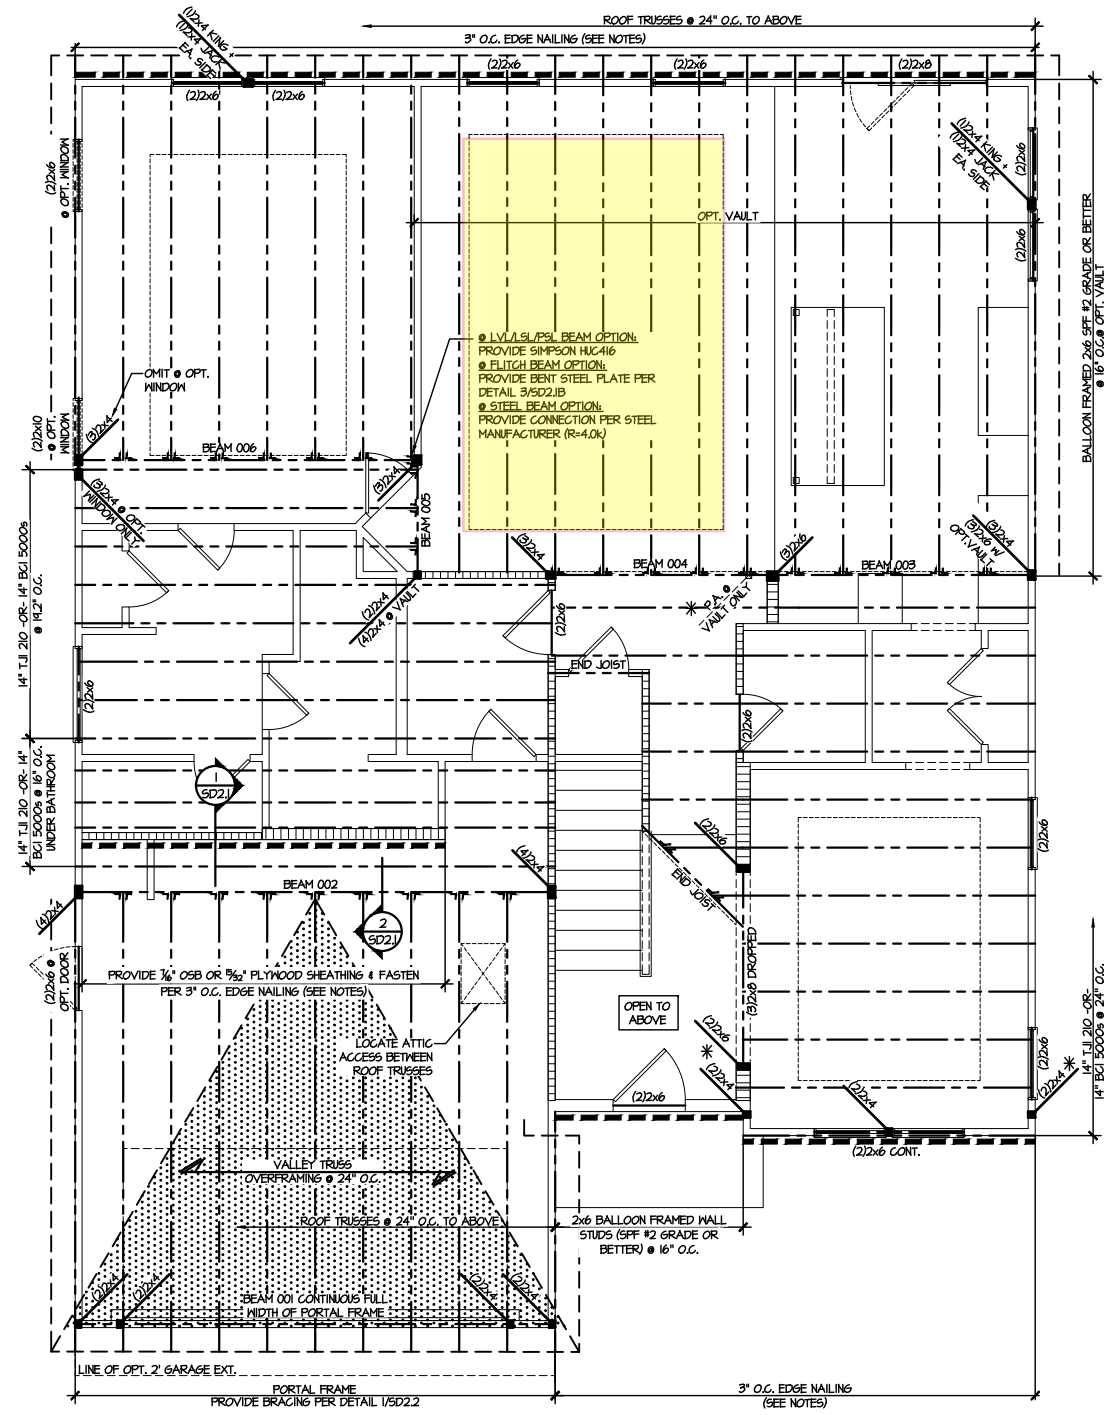 ROOF TRUSSES @ 24" O.C. TO ABOVE
3" O.C. EDGE NAILING (SEE NOTES)
(1)2x4 KING +
(1)2x4 JACK
EA. SIDE
(2)2x6
(2)2x6
(2)2x6
(2)2x6
(2)2x8
(2)2x6
@ OPT. WINDOW
(1)2x4 KING +
(1)2x4 JACK
EA. SIDE
(2)2x6
(2)2x6
OPT. VAULT
BALLOON FRAMED 2x6 SPF #2 GRADE OR BETTER
@ 16" O.C.@ OPT. VAULT
@ LVL/LSL/PSL BEAM OPTION:
PROVIDE SIMPSON HUC416
@ FLITCH BEAM OPTION:
PROVIDE BENT STEEL PLATE PER
DETAIL 3/SD2.1B
@ STEEL BEAM OPTION:
PROVIDE CONNECTION PER STEEL
MANUFACTURER (R=4.0k)
OMIT @ OPT.
WINDOW
(2)2x10
@ OPT.
WINDOW
(3)2x4
BEAM 006
(3)2x4
(3)2x4 @ OPT.
WINDOW ONLY
BEAM 005
(3)2x4
BEAM 004
(3)2x6
BEAM 003
(3)2x4
(3)2x6 W/
OPT.VAULT
14" TJI 210 -OR- 14" BCI 5000s
@ 19.2" O.C.
(2)2x4
(4)2x4 @ VAULT
(2)2x6
P.A. @
VAULT ONLY
END JOIST
(2)2x6
(2)2x6
14" TJI 210 -OR- 14"
BCI 5000s @ 16" O.C.
UNDER BATHROOM
1
SD2.1
(2)2x6
(2)2x6
END JOIST
(4)2x4
BEAM 002
(4)2x4
2
SD2.1
(3)2x8 DROPPED
(2)2x6 @
OPT. DOOR
PROVIDE 7/16" OSB OR 15/32" PLYWOOD SHEATHING & FASTEN
PER 3" O.C. EDGE NAILING (SEE NOTES)
OPEN TO
ABOVE
(2)2x6
(2)2x4
LOCATE ATTIC
ACCESS BETWEEN
ROOF TRUSSES
(2)2x6
(2)2x6
(2)2x4
14" TJI 210 -OR-
14" BCI 5000s @ 24" O.C.
(2)2x4
(2)2x6 CONT.
VALLEY TRUSS
OVERFRAMING @ 24" O.C.
ROOF TRUSSES @ 24" O.C. TO ABOVE
2x6 BALLOON FRAMED WALL
STUDS (SPF #2 GRADE OR
BETTER) @ 16" O.C.
(2)2x4
(2)2x4
(2)2x4
(2)2x4
BEAM 001 CONTINUOUS FULL
WIDTH OF PORTAL FRAME
LINE OF OPT. 2' GARAGE EXT.
PORTAL FRAME
PROVIDE BRACING PER DETAIL 1/SD2.2
3" O.C. EDGE NAILING
(SEE NOTES)